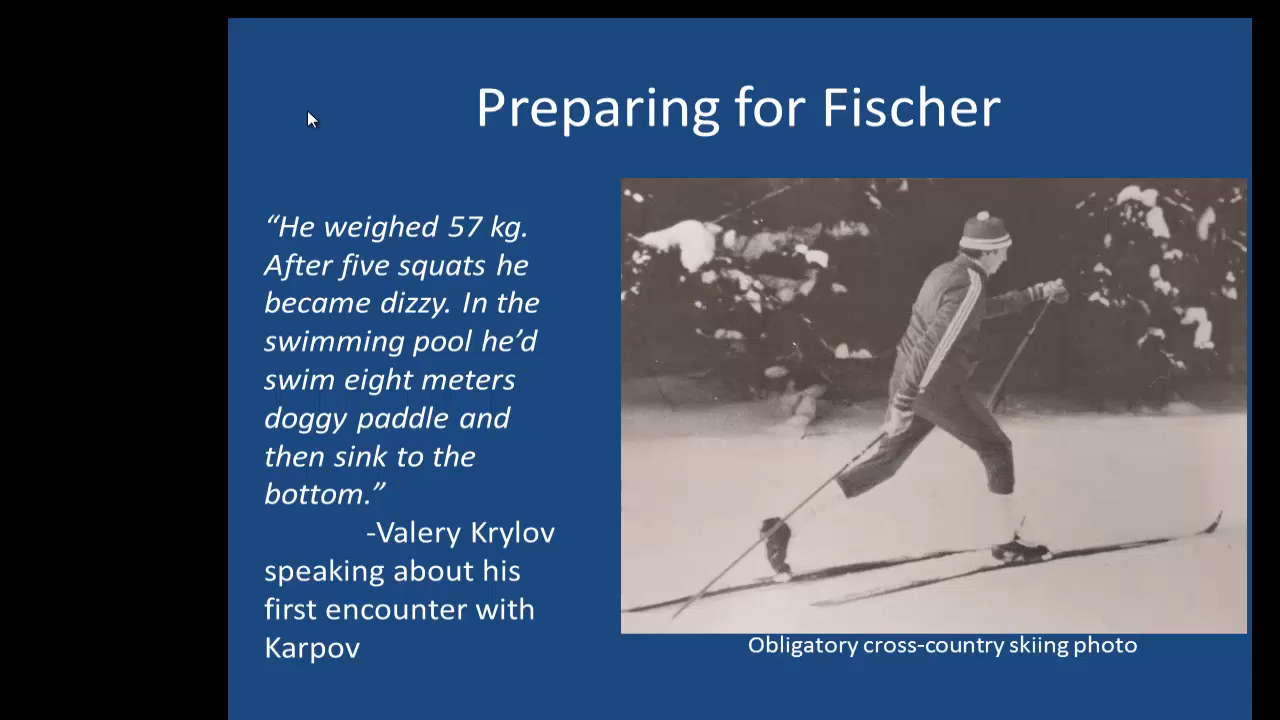 Preparing for Fischer
“He weighed 57 kg.
After five squats he
became dizzy. In the
swimming pool he’d
swim eight meters
doggy paddle and
then sink to the
bottom.”
-Valery Krylov
speaking about his
first encounter with
Karpov
Obligatory cross-country skiing photo